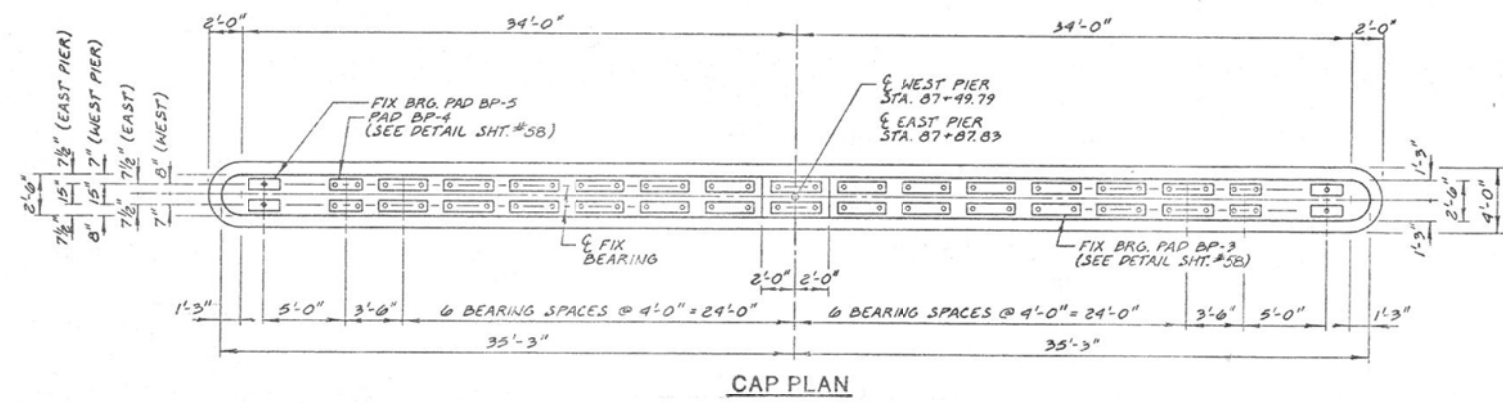 2'-0"
34'-0"
34'-0"
2'-0"
7½" (EAST PIER)
7" (WEST PIER)
7½" (EAST)
8" (WEST)
FIX BRG. PAD BP-5
PAD BP-4
(SEE DETAIL SHT. #58)
℄ WEST PIER
STA. 87+49.79
℄ EAST PIER
STA. 87+87.83
2'-6"
15"
15"
7½"
8"
7½"
7"
1'-3"
2'-6"
4'-0"
1'-3"
℄ FIX
BEARING
FIX BRG. PAD BP-3
(SEE DETAIL SHT. #58)
2'-0"
2'-0"
1'-3"
5'-0"
3'-6"
6 BEARING SPACES @ 4'-0" = 24'-0"
6 BEARING SPACES @ 4'-0" = 24'-0"
3'-6"
5'-0"
1'-3"
35'-3"
35'-3"
CAP PLAN